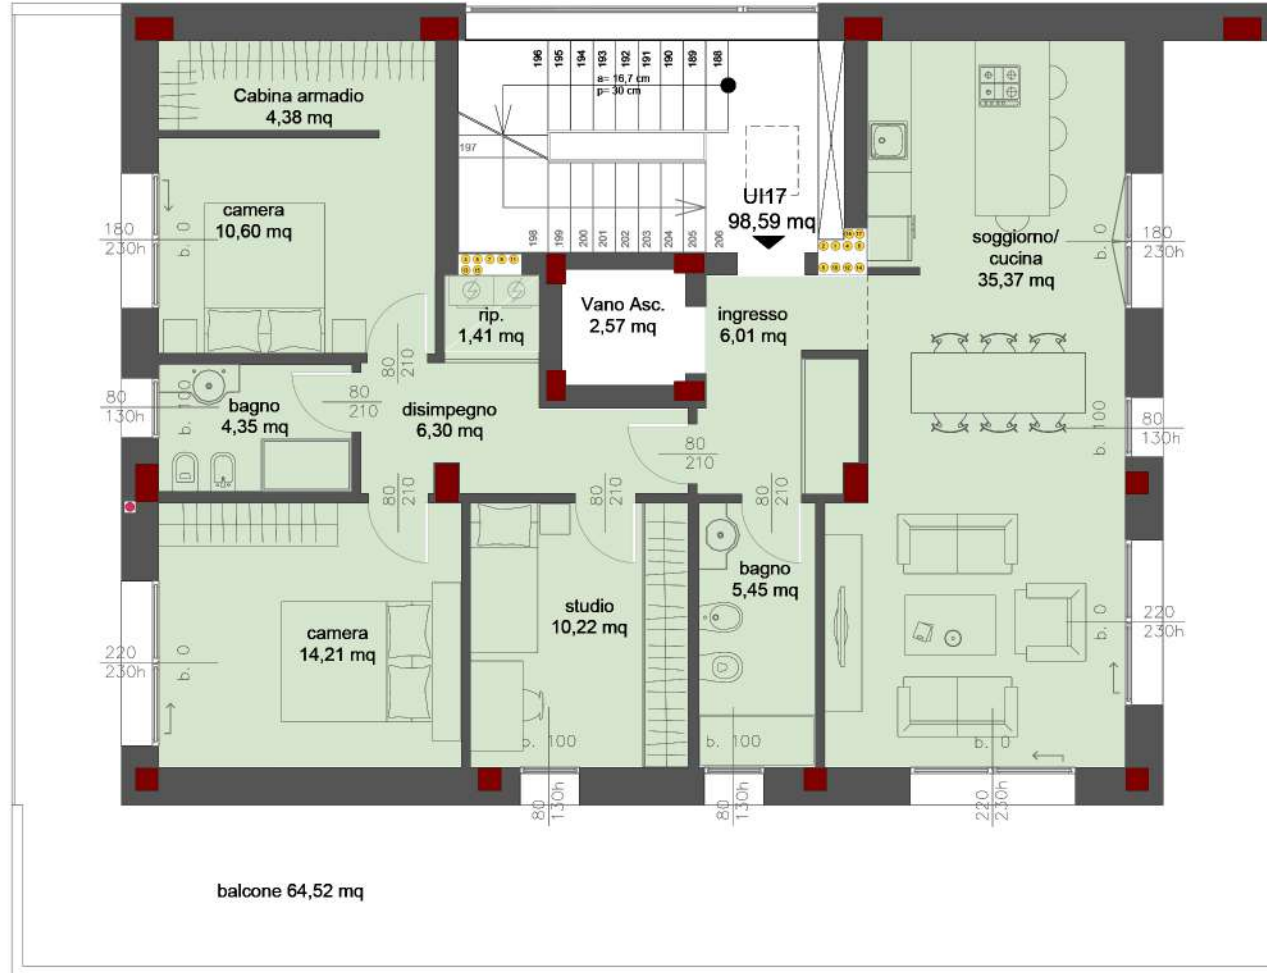 196
195
194
193
192
191
190
189
188
a= 16,7 cm
p= 30 cm
197
198
199
200
201
202
203
204
205
206
UI17
98,59 mq
Cabina armadio
4,38 mq
camera
10,60 mq
180
230h
b. 0
soggiorno/
cucina
35,37 mq
180
230h
b. 0
rip.
1,41 mq
Vano Asc.
2,57 mq
ingresso
6,01 mq
80
210
80
130h
b. 100
bagno
4,35 mq
80
210
disimpegno
6,30 mq
80
210
80
130h
b. 100
80
210
80
210
80
210
camera
14,21 mq
220
230h
b. 0
studio
10,22 mq
b. 100
80
130h
bagno
5,45 mq
b. 100
80
130h
220
230h
b. 0
b. 0
220
230h
balcone 64,52 mq